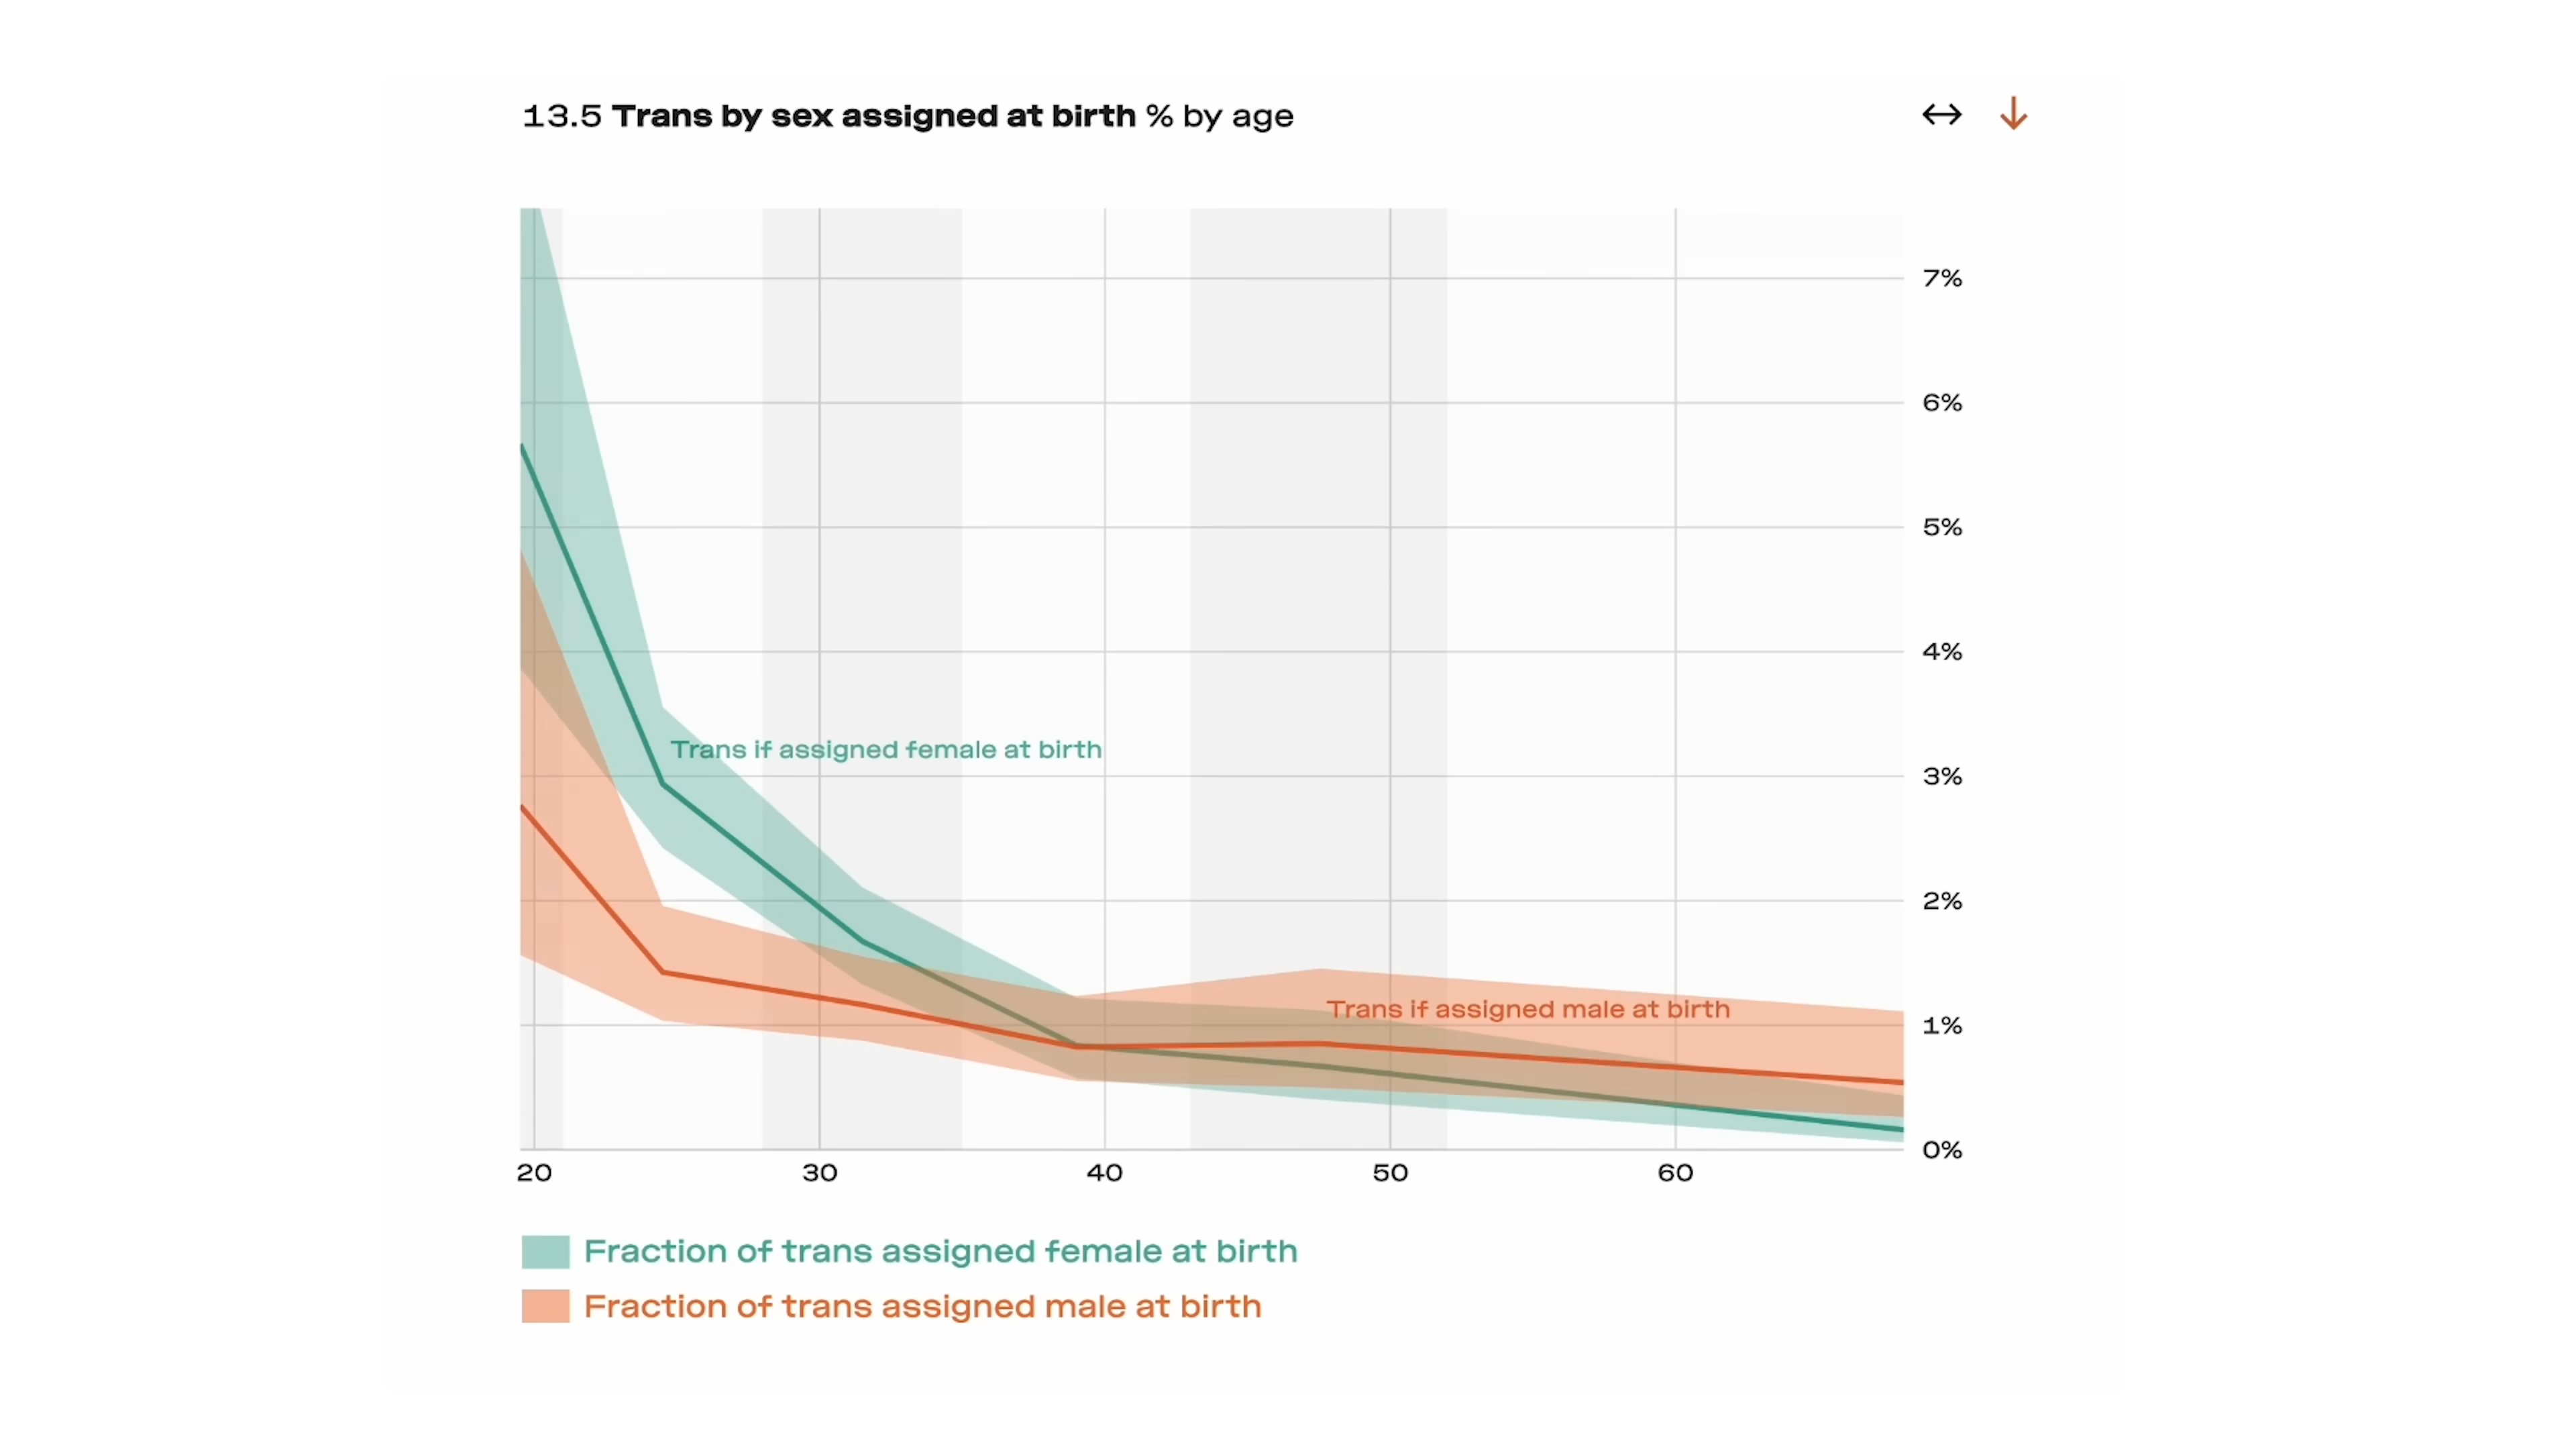 13.5 Trans by sex assigned at birth % by age
7%
6%
5%
4%
Trans if assigned female at birth
3%
2%
Trans if assigned male at birth
1%
0%
20 30 40 50 60
Fraction of trans assigned female at birth
Fraction of trans assigned male at birth